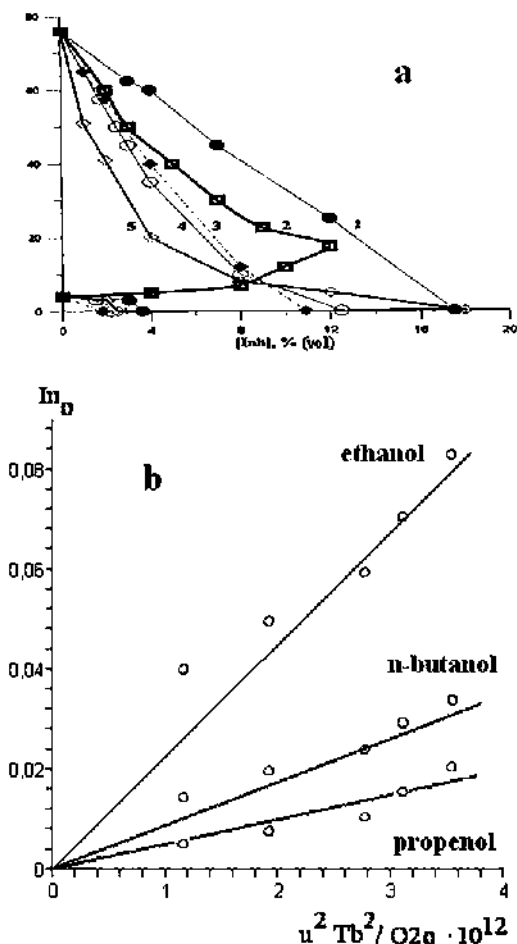 80
a
60
40
5 4 3 2 1
20
0
0 4 8 12 16 20
[Inh], % (vol)
In₀
b
ethanol
0,08
0,06
n-butanol
0,04
0,02
propenol
0
0 1 2 3 4
u² Tb² / O2q · 10¹²